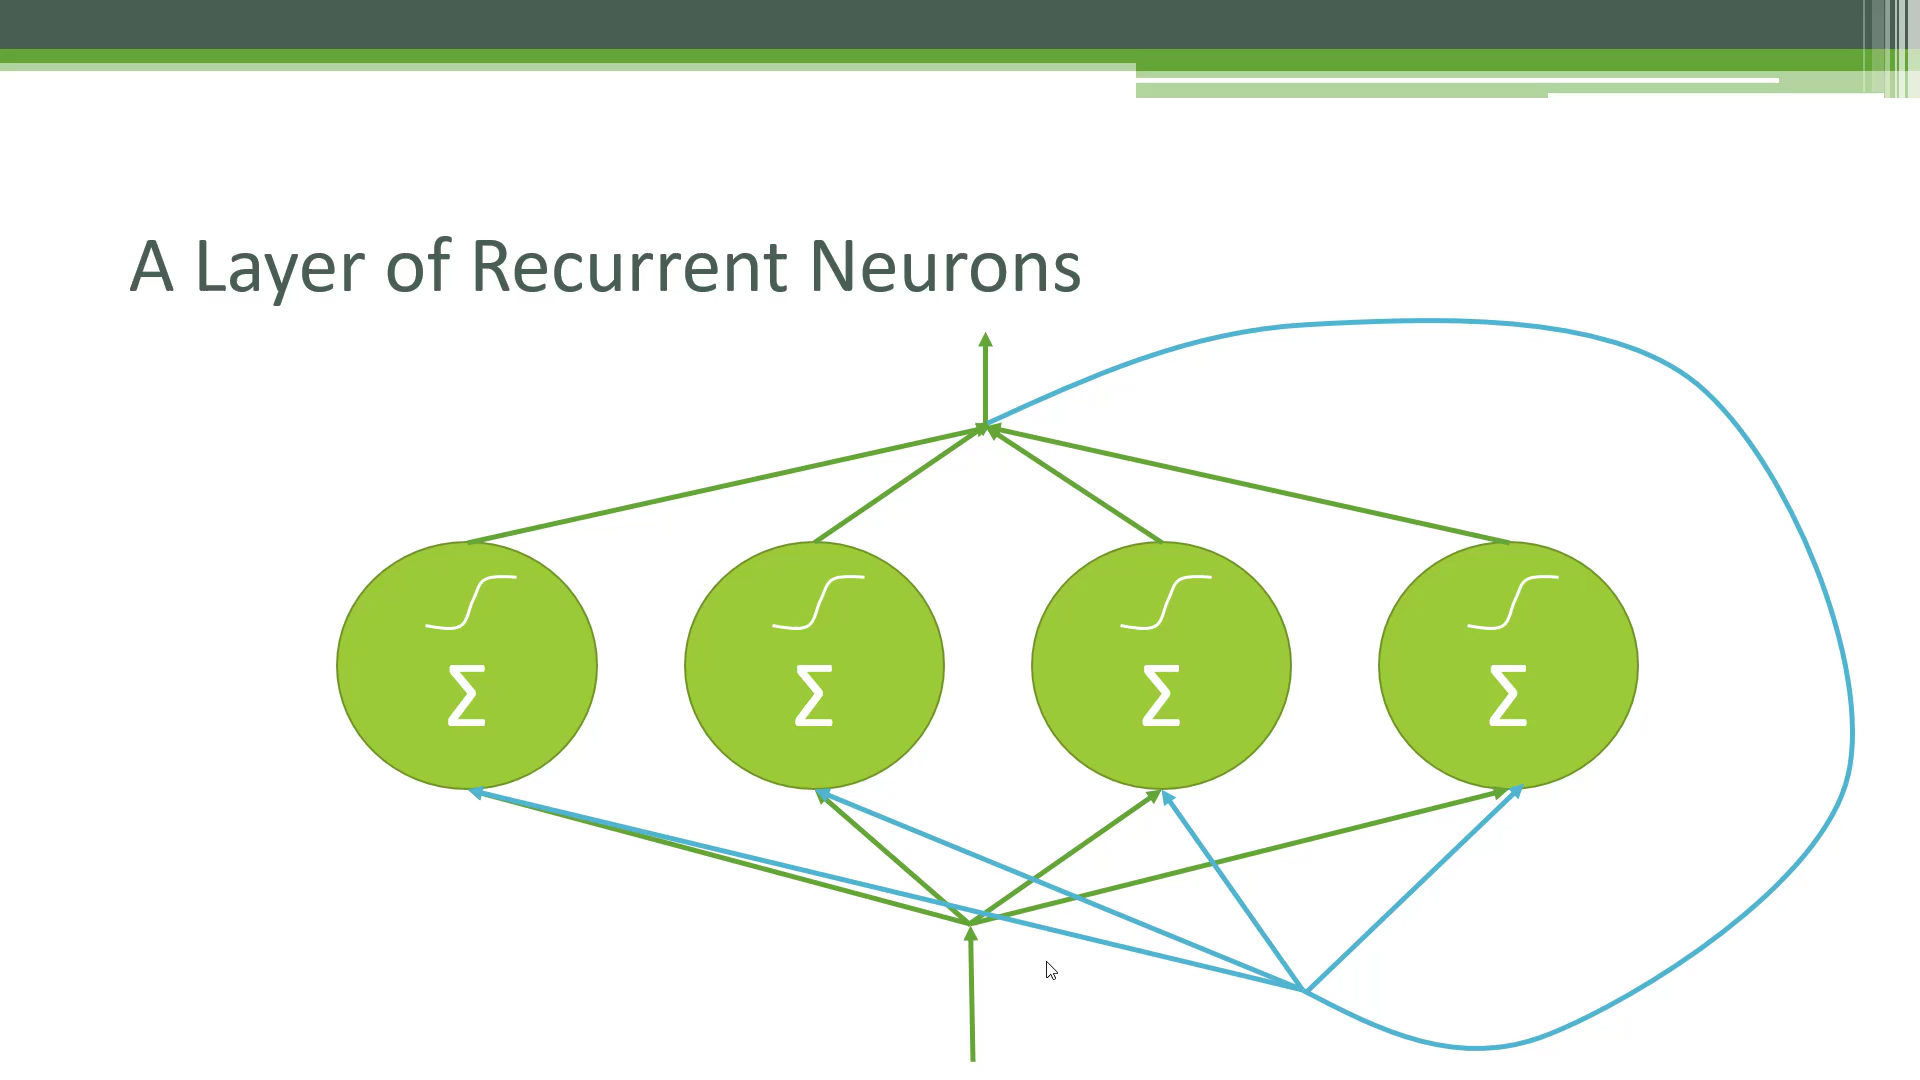 A Layer of Recurrent Neurons
Σ Σ Σ Σ